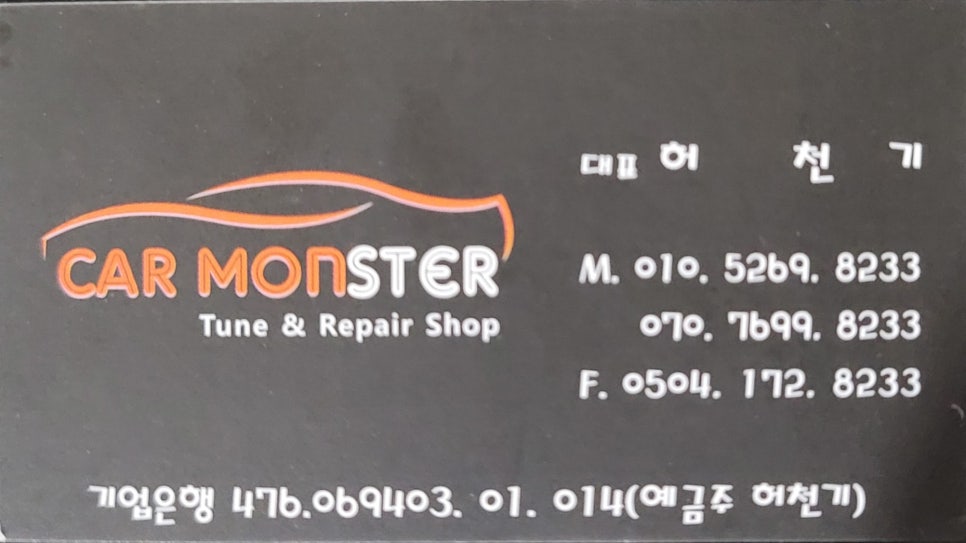 CAR MONSTER
Tune & Repair Shop
대표 허 천 기
M. 010. 5269. 8233
070. 7699. 8233
F. 0504. 172. 8233
기업은행 476.069403. 01. 014(예금주 허천기)